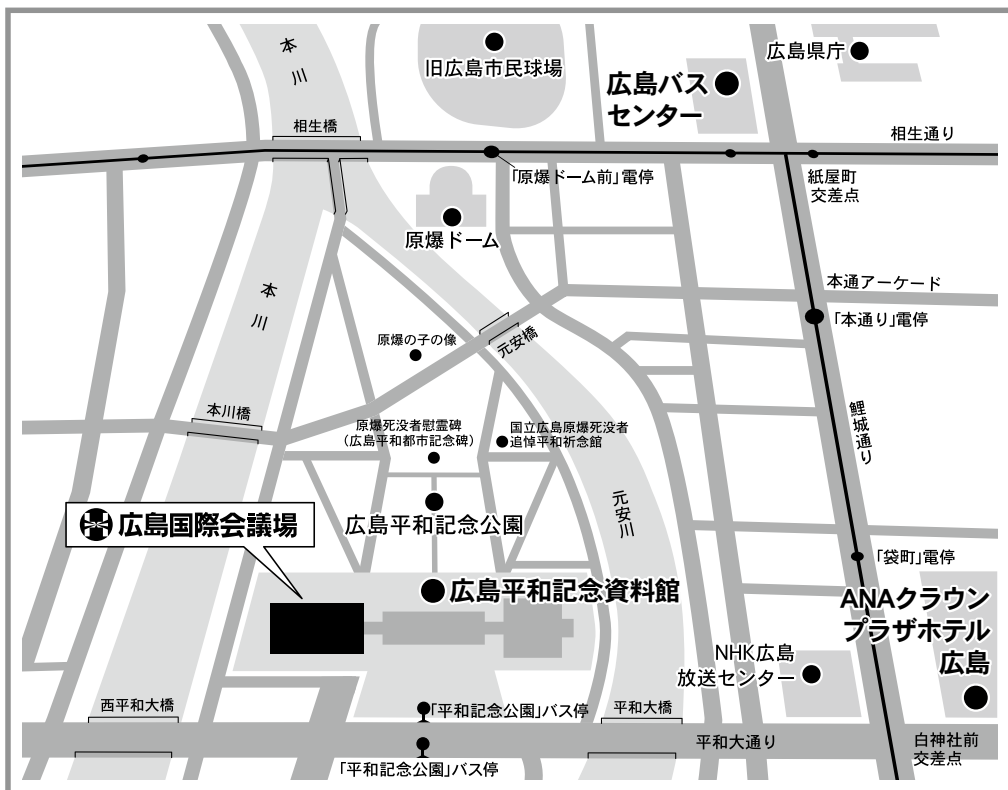 本川
旧広島市民球場
広島県庁
広島バス
センター
相生橋
相生通り
「原爆ドーム前」電停
紙屋町
交差点
原爆ドーム
本川
本通アーケード
「本通り」電停
原爆の子の像
元安橋
本川橋
原爆死没者慰霊碑
(広島平和都市記念碑)
国立広島原爆死没者
追悼平和祈念館
鯉城通り
広島国際会議場
広島平和記念公園
元安川
「袋町」電停
広島平和記念資料館
ANAクラウン
プラザホテル
広島
NHK広島
放送センター
西平和大橋
「平和記念公園」バス停
平和大橋
平和大通り
白神社前
交差点
「平和記念公園」バス停